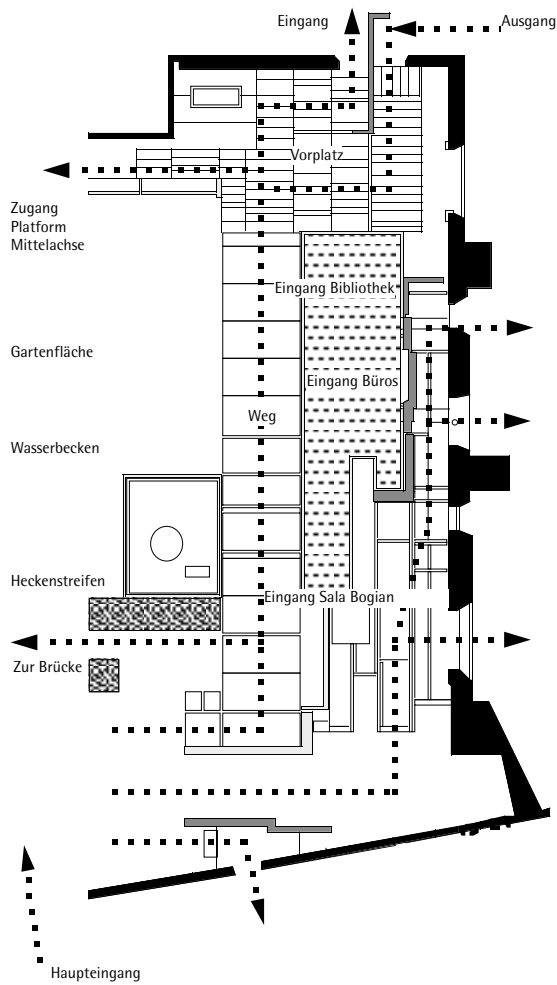 Eingang
Ausgang
Vorplatz
Zugang
Platform
Mittelachse
Eingang Bibliothek
Gartenfläche
Eingang Büros
Weg
Wasserbecken
Heckenstreifen
Eingang Sala Bogian
Zur Brücke
Haupteingang